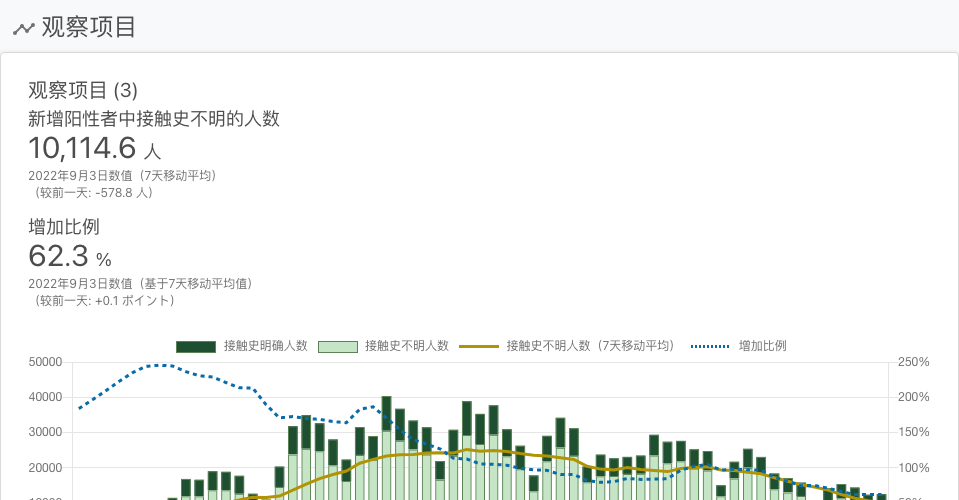 观察项目
观察项目 (3)
新增阳性者中接触史不明的人数
10,114.6 人
2022年9月3日数值（7天移动平均）
（较前一天: -578.8 人）
增加比例
62.3 %
2022年9月3日数值（基于7天移动平均值）
（较前一天: +0.1 ポイント）
接触史明确人数 接触史不明人数 接触史不明人数（7天移动平均） 增加比例
50000 250%
40000 200%
30000 150%
20000 100%